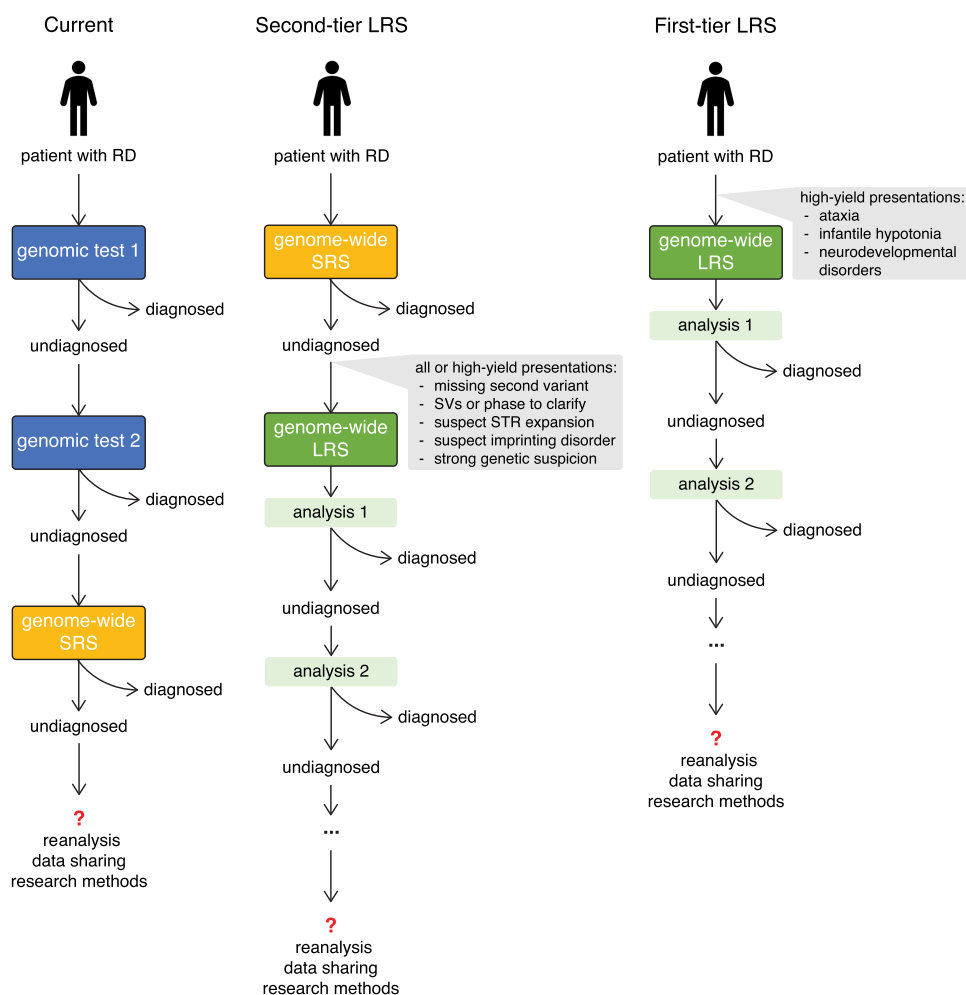 Current
patient with RD
genomic test 1
diagnosed
undiagnosed
genomic test 2
diagnosed
undiagnosed
genome-wide
SRS
diagnosed
undiagnosed
?
reanalysis
data sharing
research methods
Second-tier LRS
patient with RD
genome-wide
SRS
diagnosed
undiagnosed
all or high-yield presentations:
- missing second variant
- SVs or phase to clarify
- suspect STR expansion
- suspect imprinting disorder
- strong genetic suspicion
genome-wide
LRS
analysis 1
diagnosed
undiagnosed
analysis 2
diagnosed
undiagnosed
...
?
reanalysis
data sharing
research methods
First-tier LRS
patient with RD
high-yield presentations:
- ataxia
- infantile hypotonia
- neurodevelopmental
disorders
genome-wide
LRS
analysis 1
diagnosed
undiagnosed
analysis 2
diagnosed
undiagnosed
...
?
reanalysis
data sharing
research methods